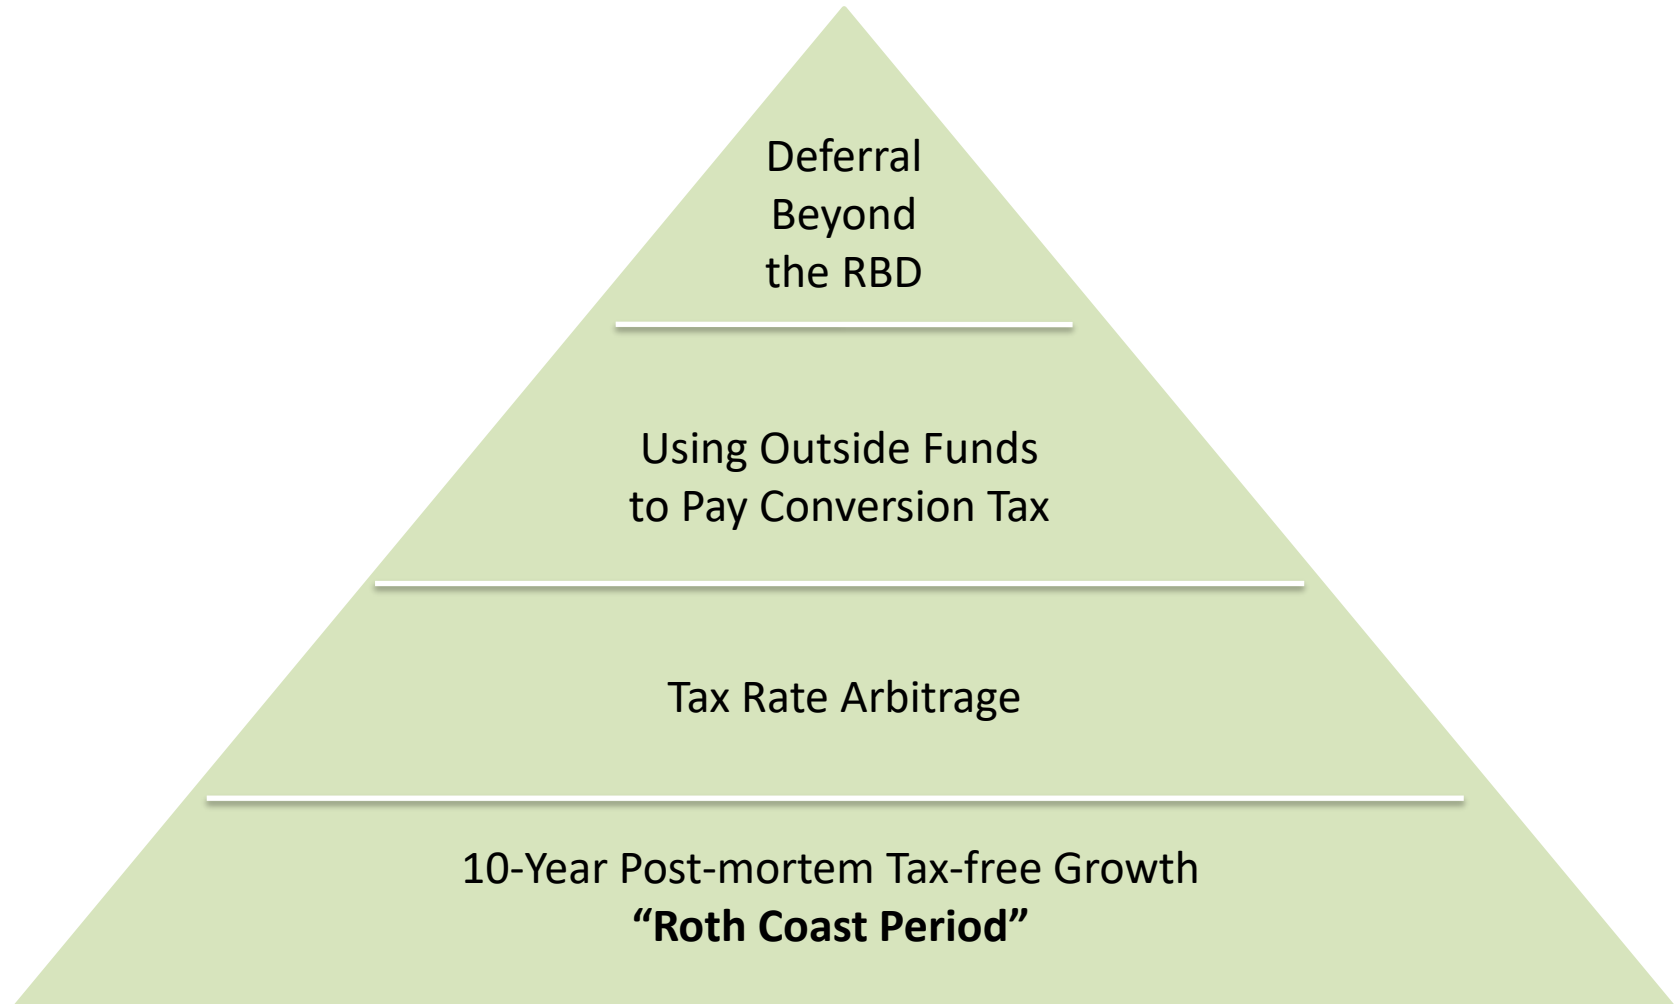 Deferral
Beyond
the RBD
Using Outside Funds
to Pay Conversion Tax
Tax Rate Arbitrage
10-Year Post-mortem Tax-free Growth
“Roth Coast Period”